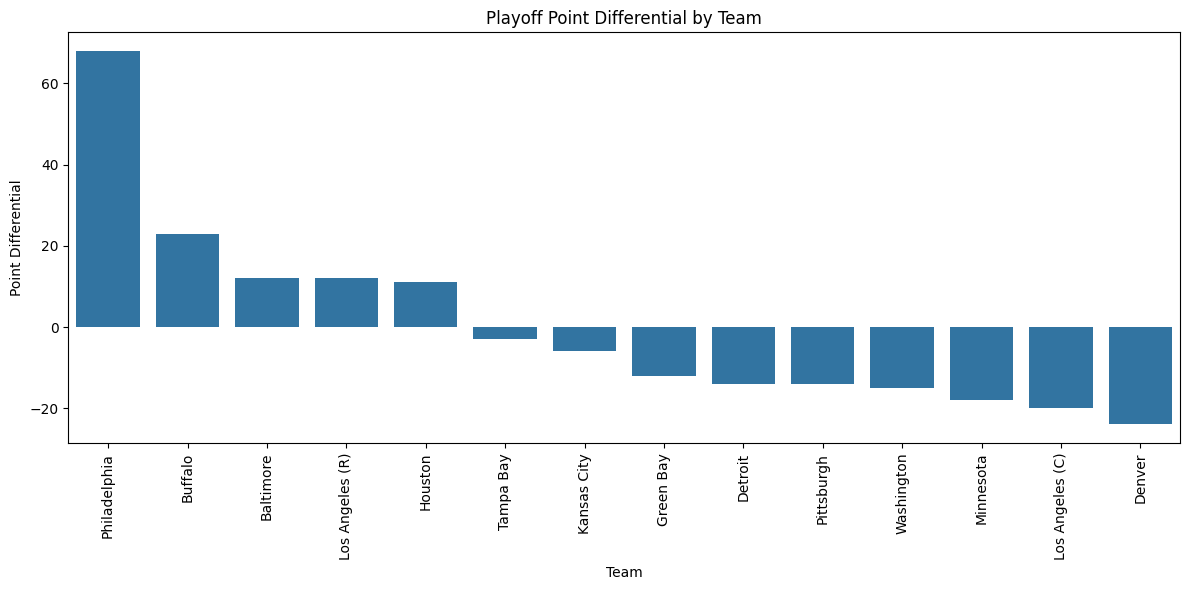 Playoff Point Differential by Team
Point Differential
60
40
20
0
−20
Philadelphia
Buffalo
Baltimore
Los Angeles (R)
Houston
Tampa Bay
Kansas City
Green Bay
Detroit
Pittsburgh
Washington
Minnesota
Los Angeles (C)
Denver
Team